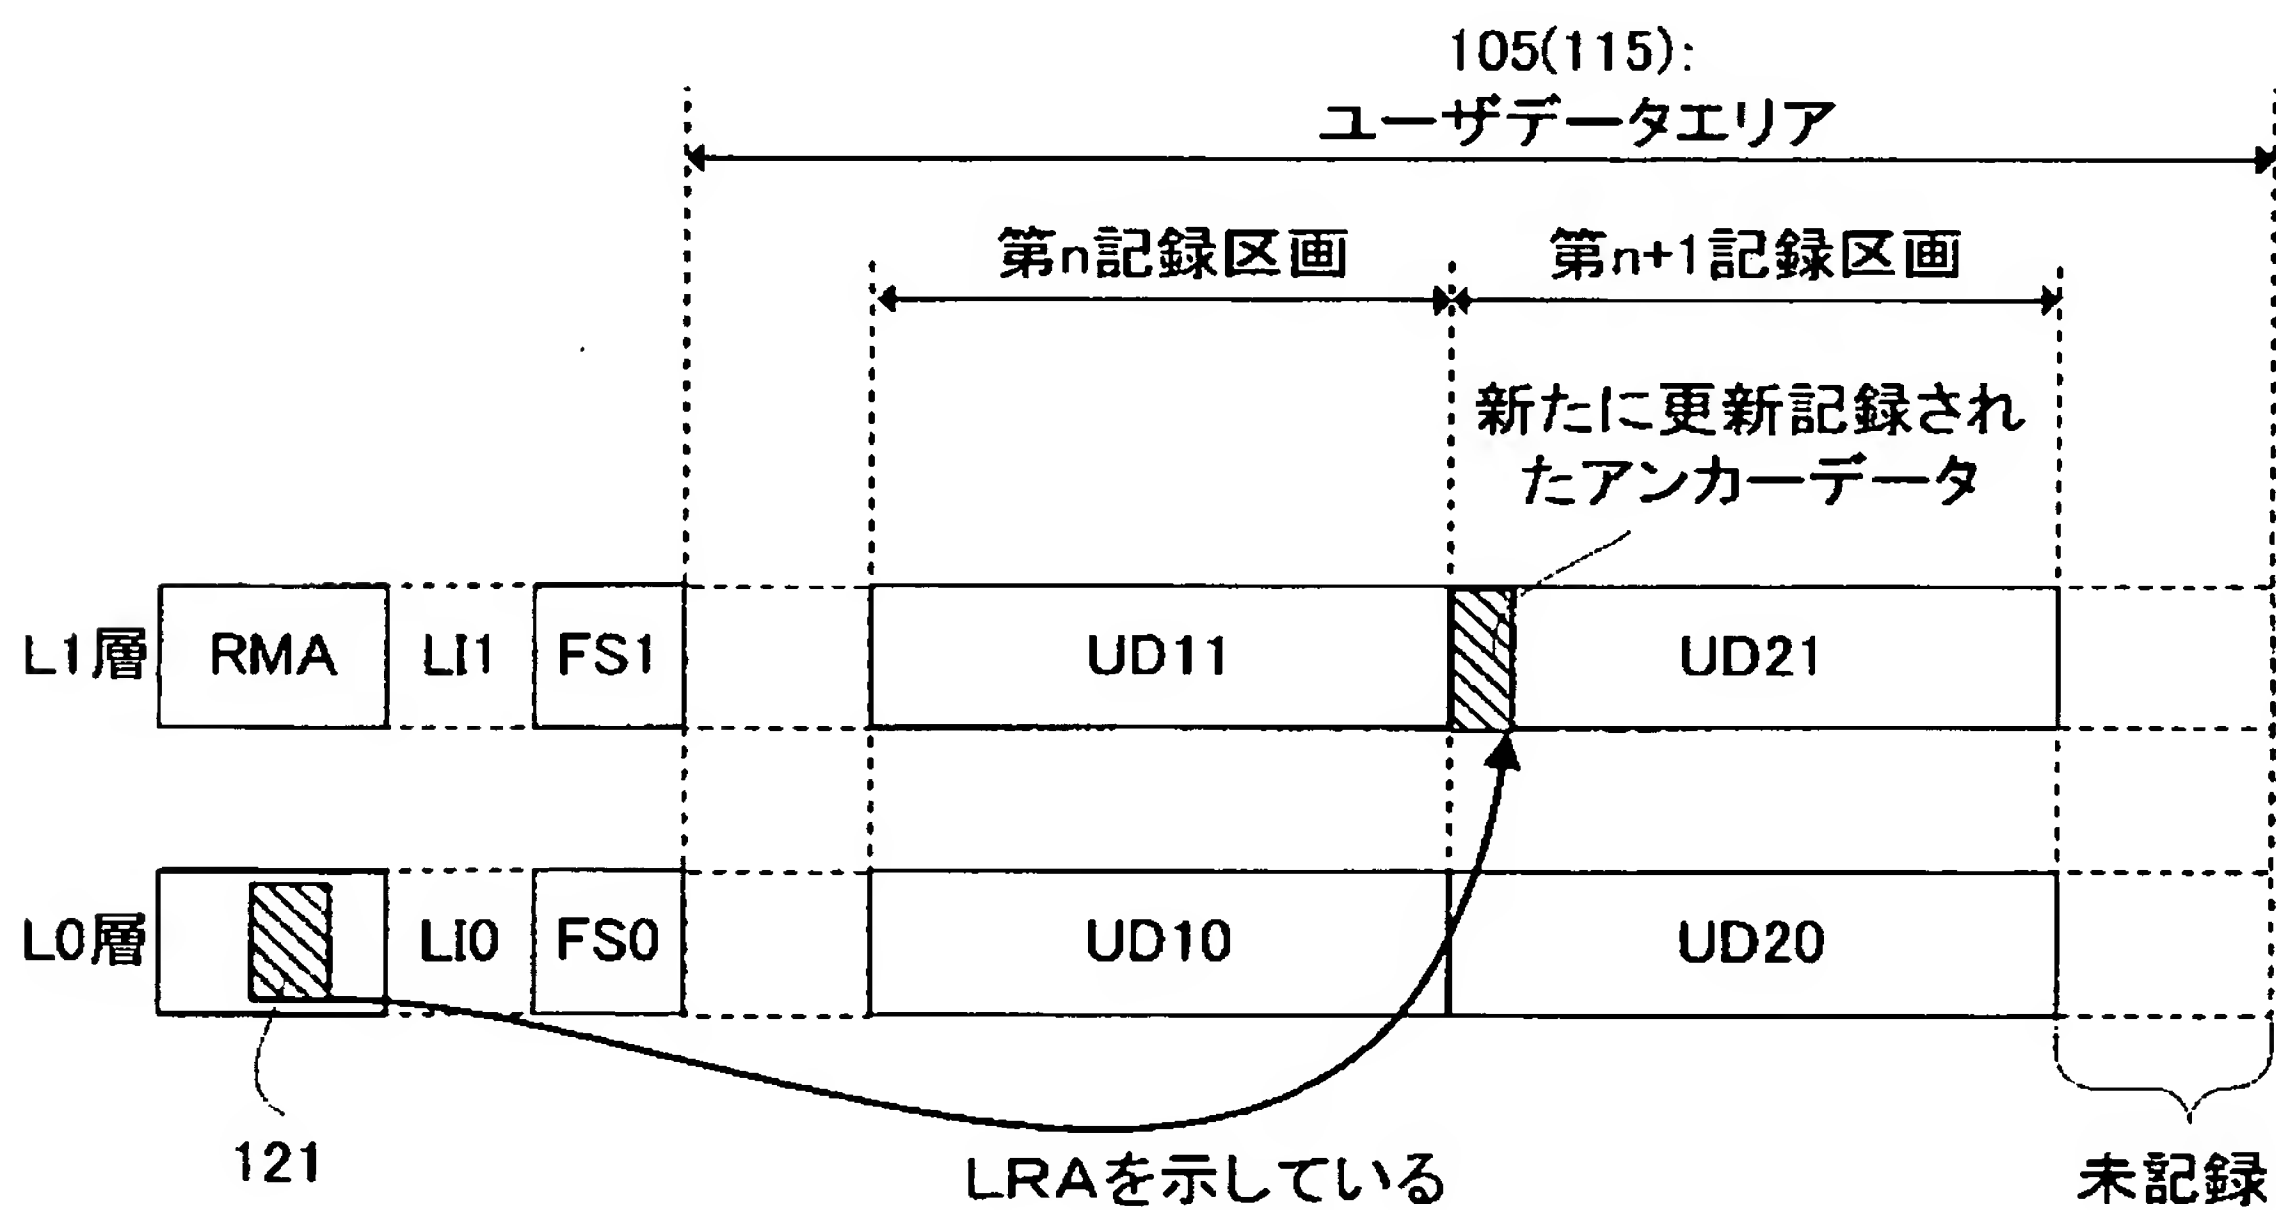 105(115):
ユーザデータエリア
第n記録区画
第n+1記録区画
新たに更新記録され
たアンカーデータ
L1層
RMA
LI1
FS1
UD11
UD21
L0層
LI0
FS0
UD10
UD20
121
LRAを示している
未記録